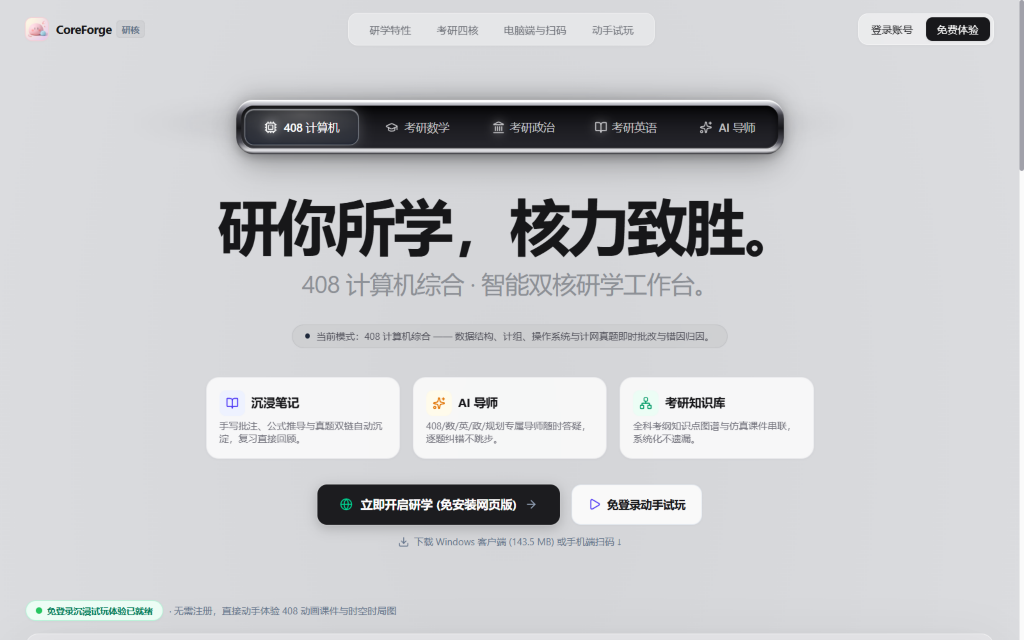 CoreForge 研核
研学特性 考研四核 电脑端与扫码 动手试玩
登录账号 免费体验
408 计算机 考研数学 考研政治 考研英语 AI 导师
研你所学，核力致胜。
408 计算机综合 · 智能双核研学工作台。
当前模式：408 计算机综合 —— 数据结构、计组、操作系统与计网真题即时批改与错因归因。
沉浸笔记
手写批注、公式推导与真题双链自动沉
淀，复习直接回顾。
AI 导师
408/数/英/政/规划专属导师随时答疑，
逐题纠错不跳步。
考研知识库
全科考纲知识点图谱与仿真课件串联，
系统化不遗漏。
立即开启研学 (免安装网页版) →
免登录动手试玩
下载 Windows 客户端 (143.5 MB) 或手机端扫码 ↓
免登录沉浸试玩体验已就绪 · 无需注册，直接动手体验 408 动画课件与时空时局图